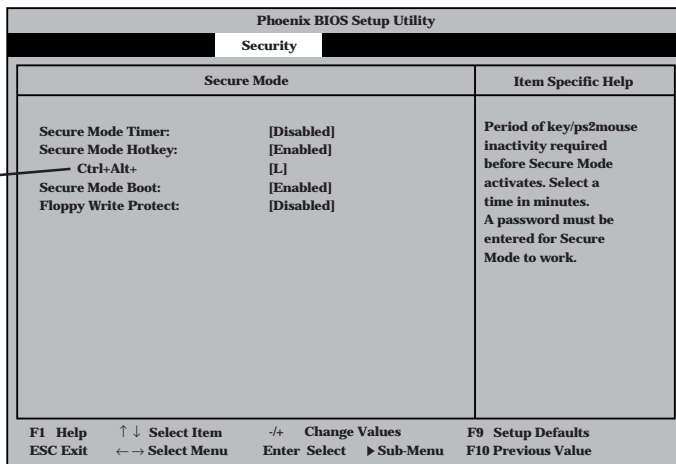 Phoenix BIOS Setup Utility
Security
Secure Mode
Item Specific Help
Secure Mode Timer: [Disabled]
Secure Mode Hotkey: [Enabled]
Ctrl+Alt+ [L]
Secure Mode Boot: [Enabled]
Floppy Write Protect: [Disabled]
Period of key/ps2mouse
inactivity required
before Secure Mode
activates. Select a
time in minutes.
A password must be
entered for Secure
Mode to work.
F1 Help ↑↓ Select Item -/+ Change Values F9 Setup Defaults
ESC Exit ←→ Select Menu Enter Select ▶Sub-Menu F10 Previous Value